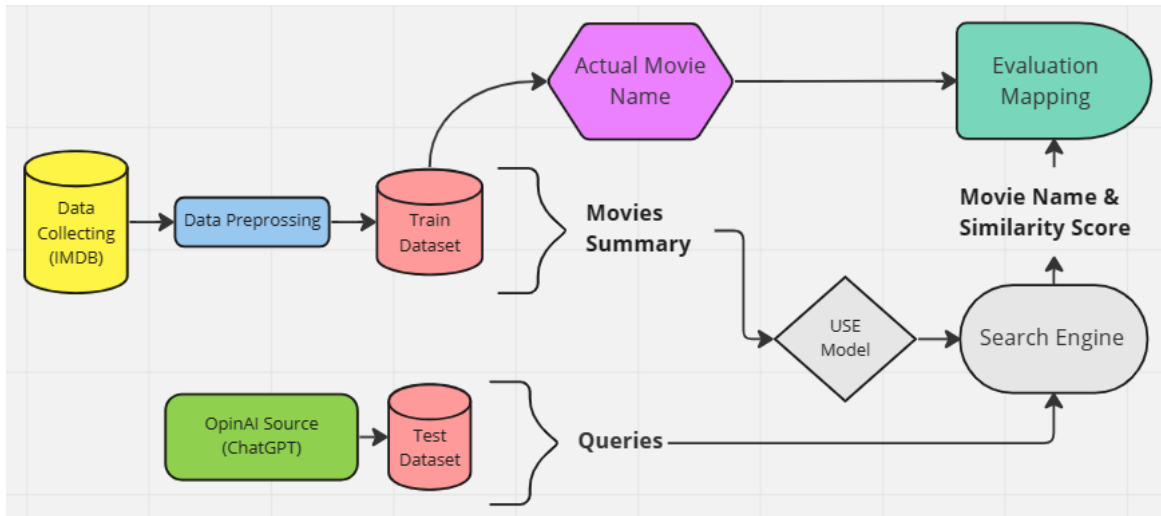 Actual Movie
Name
Evaluation
Mapping
Data
Collecting
(IMDB)
Data Preprossing
Train
Dataset
Movies
Summary
Movie Name &
Similarity Score
USE
Model
Search Engine
OpinAI Source
(ChatGPT)
Test
Dataset
Queries